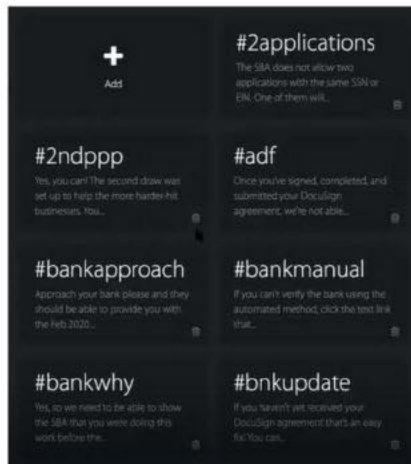 Add
#2applications
The SBA does not allow two
applications with the same SSN or
EIN. One of them will...
#2ndppp
Yes, you can! The second draw was
set up to help the more harder-hit
businesses. You...
#adf
Once you've signed, completed, and
submitted your DocuSign
agreement, we're not able...
#bankapproach
Approach your bank please and they
should be able to provide you with
the Feb 2020...
#bankmanual
If you can't verify the bank using the
automated method, click the text link
that...
#bankwhy
Yes, so we need to be able to show
the SBA that you were doing this
work before the...
#bnkupdate
If you haven't yet received your
DocuSign agreement that's an easy
fix! You can...